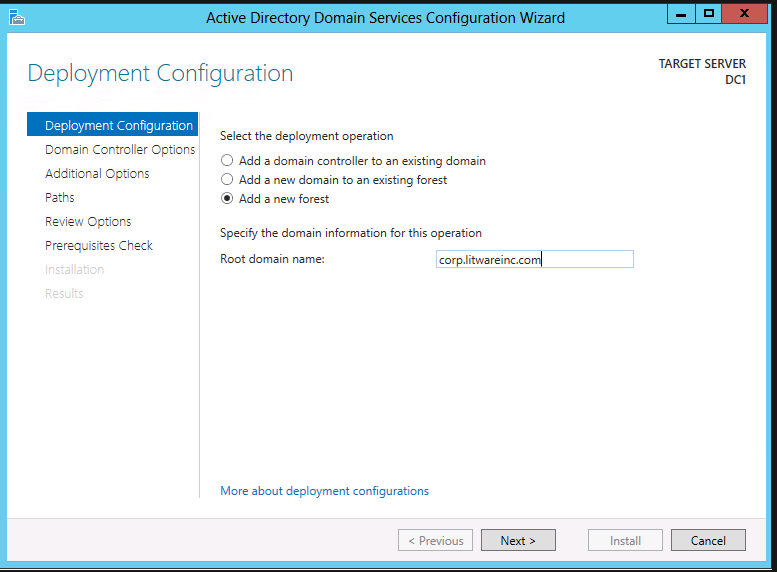 Active Directory Domain Services Configuration Wizard
Deployment Configuration
TARGET SERVER
DC1
Deployment Configuration
Domain Controller Options
Additional Options
Paths
Review Options
Prerequisites Check
Installation
Results
Select the deployment operation
Add a domain controller to an existing domain
Add a new domain to an existing forest
Add a new forest
Specify the domain information for this operation
Root domain name: corp.litwareinc.com
More about deployment configurations
< Previous Next > Install Cancel